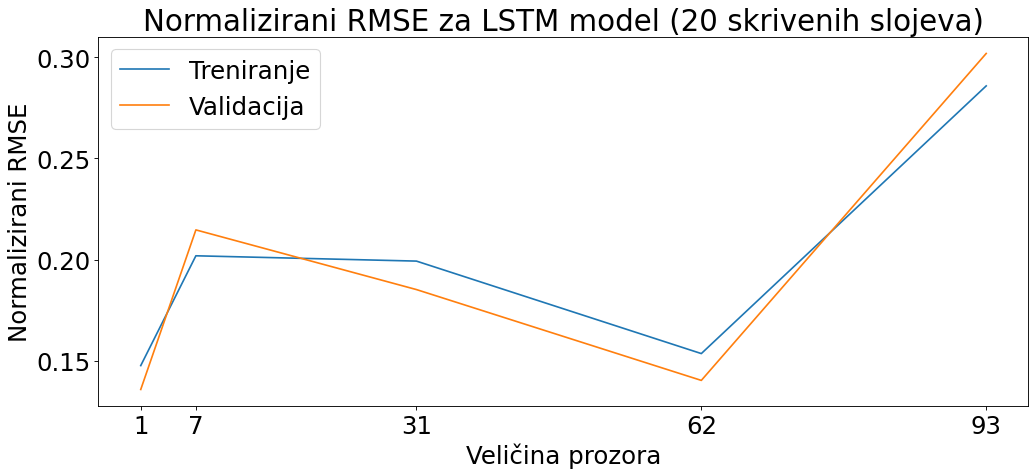 Normalizirani RMSE za LSTM model (20 skrivenih slojeva)
Treniranje
Validacija
Normalizirani RMSE
0.30
0.25
0.20
0.15
1 7 31 62 93
Veličina prozora